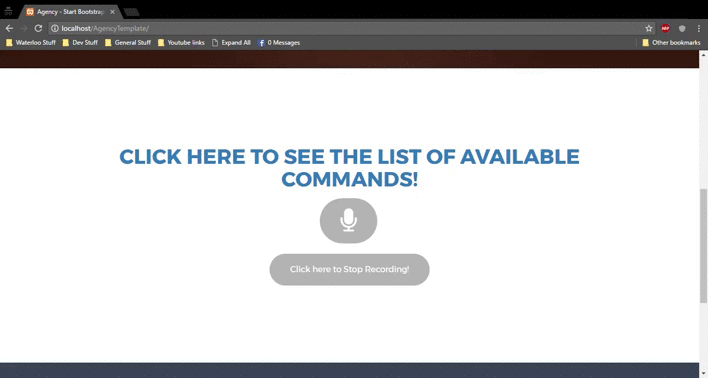 Agency - Start Bootstrap
localhost/AgencyTemplate/
Waterloo Stuff Dev Stuff General Stuff Youtube links Expand All 0 Messages Other bookmarks
CLICK HERE TO SEE THE LIST OF AVAILABLE
COMMANDS!
Click here to Stop Recording!